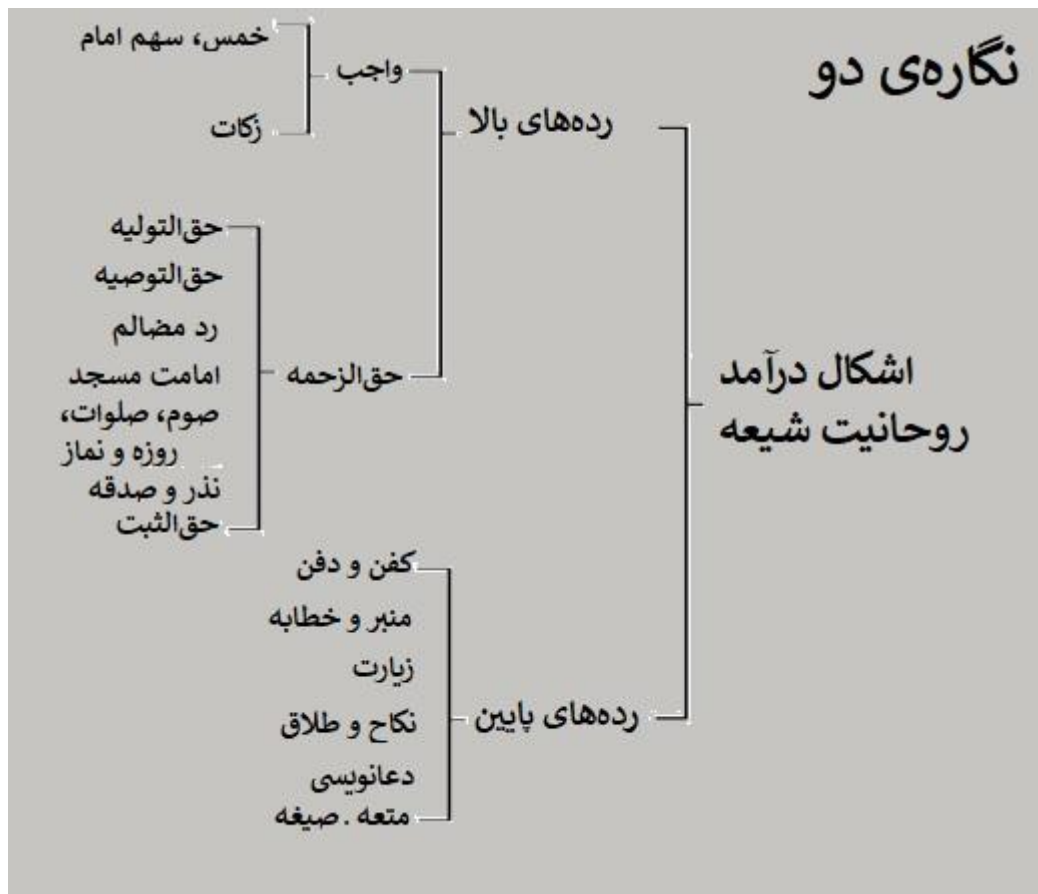 نگاره‌ی دو
اشکال درآمد
روحانیت شیعه
رده‌های بالا
واجب
خمس، سهم امام
زکات
حق‌الزحمه
حق‌التولیه
حق‌التوصیه
رد مضالم
امامت مسجد
صوم، صلوات،
روزه و نماز
نذر و صدقه
حق‌الثبت
رده‌های پایین
کفن و دفن
منبر و خطابه
زیارت
نکاح و طلاق
دعانویسی
متعه . صیغه